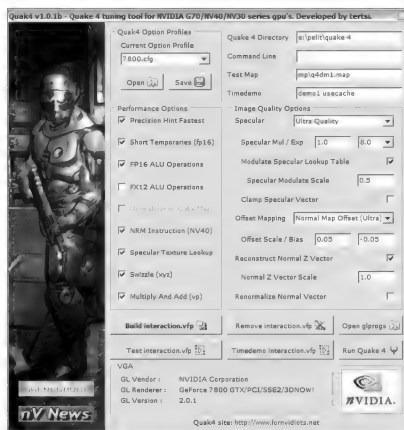 Quak4 v1.0.1b - Quake 4 tuning tool for NVIDIA G70/NV40/NV30 series gpu's. Developed by tertsi.
Quak4 Option Profiles
Current Option Profile
7800.cfg
Open
Save
Quake 4 Directory
e:\pelit\quake 4
Command Line
Test Map
mp\q4dm1.map
Timedemo
demo1 usecache
Performance Options
Precision Hint Fastest
Short Temporaries (fp16)
FP16 ALU Operations
FX12 ALU Operations
NRM Instruction (NV40)
Specular Texture Lookup
Swizzle (xyz)
Multiply And Add (vp)
Image Quality Options
Specular
Ultra Quality
Specular Mul / Exp
1.0
8.0
Modulate Specular Lookup Table
Specular Modulate Scale
0.5
Clamp Specular Vector
Offset Mapping
Normal Map Offset (Ultra)
Offset Scale / Bias
0.05
-0.05
Reconstruct Normal Z Vector
Normal Z Vector Scale
1.0
Renormalize Normal Vector
Build interaction.vfp
Remove interaction.vfp
Open glprogs
Test interaction.vfp
Timedemo interaction.vfp
Run Quake 4
VGA
GL Vendor : NVIDIA Corporation
GL Renderer : GeForce 7800 GTX/PCI/SSE2/3DNOW!
GL Version : 2.0.1
NVIDIA.
nV News
Quak4 site: http://www.fornvidiots.net